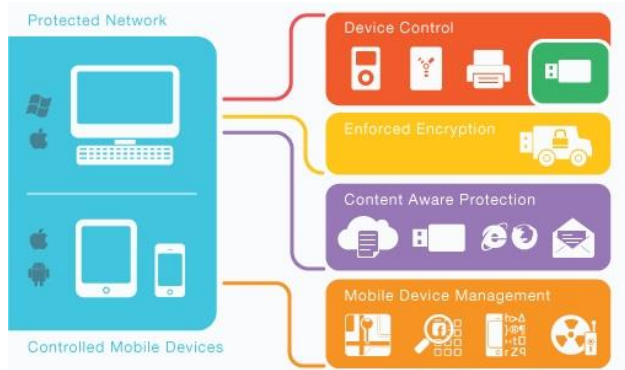 Protected Network
Device Control
Enforced Encryption
Content Aware Protection
Mobile Device Management
Controlled Mobile Devices